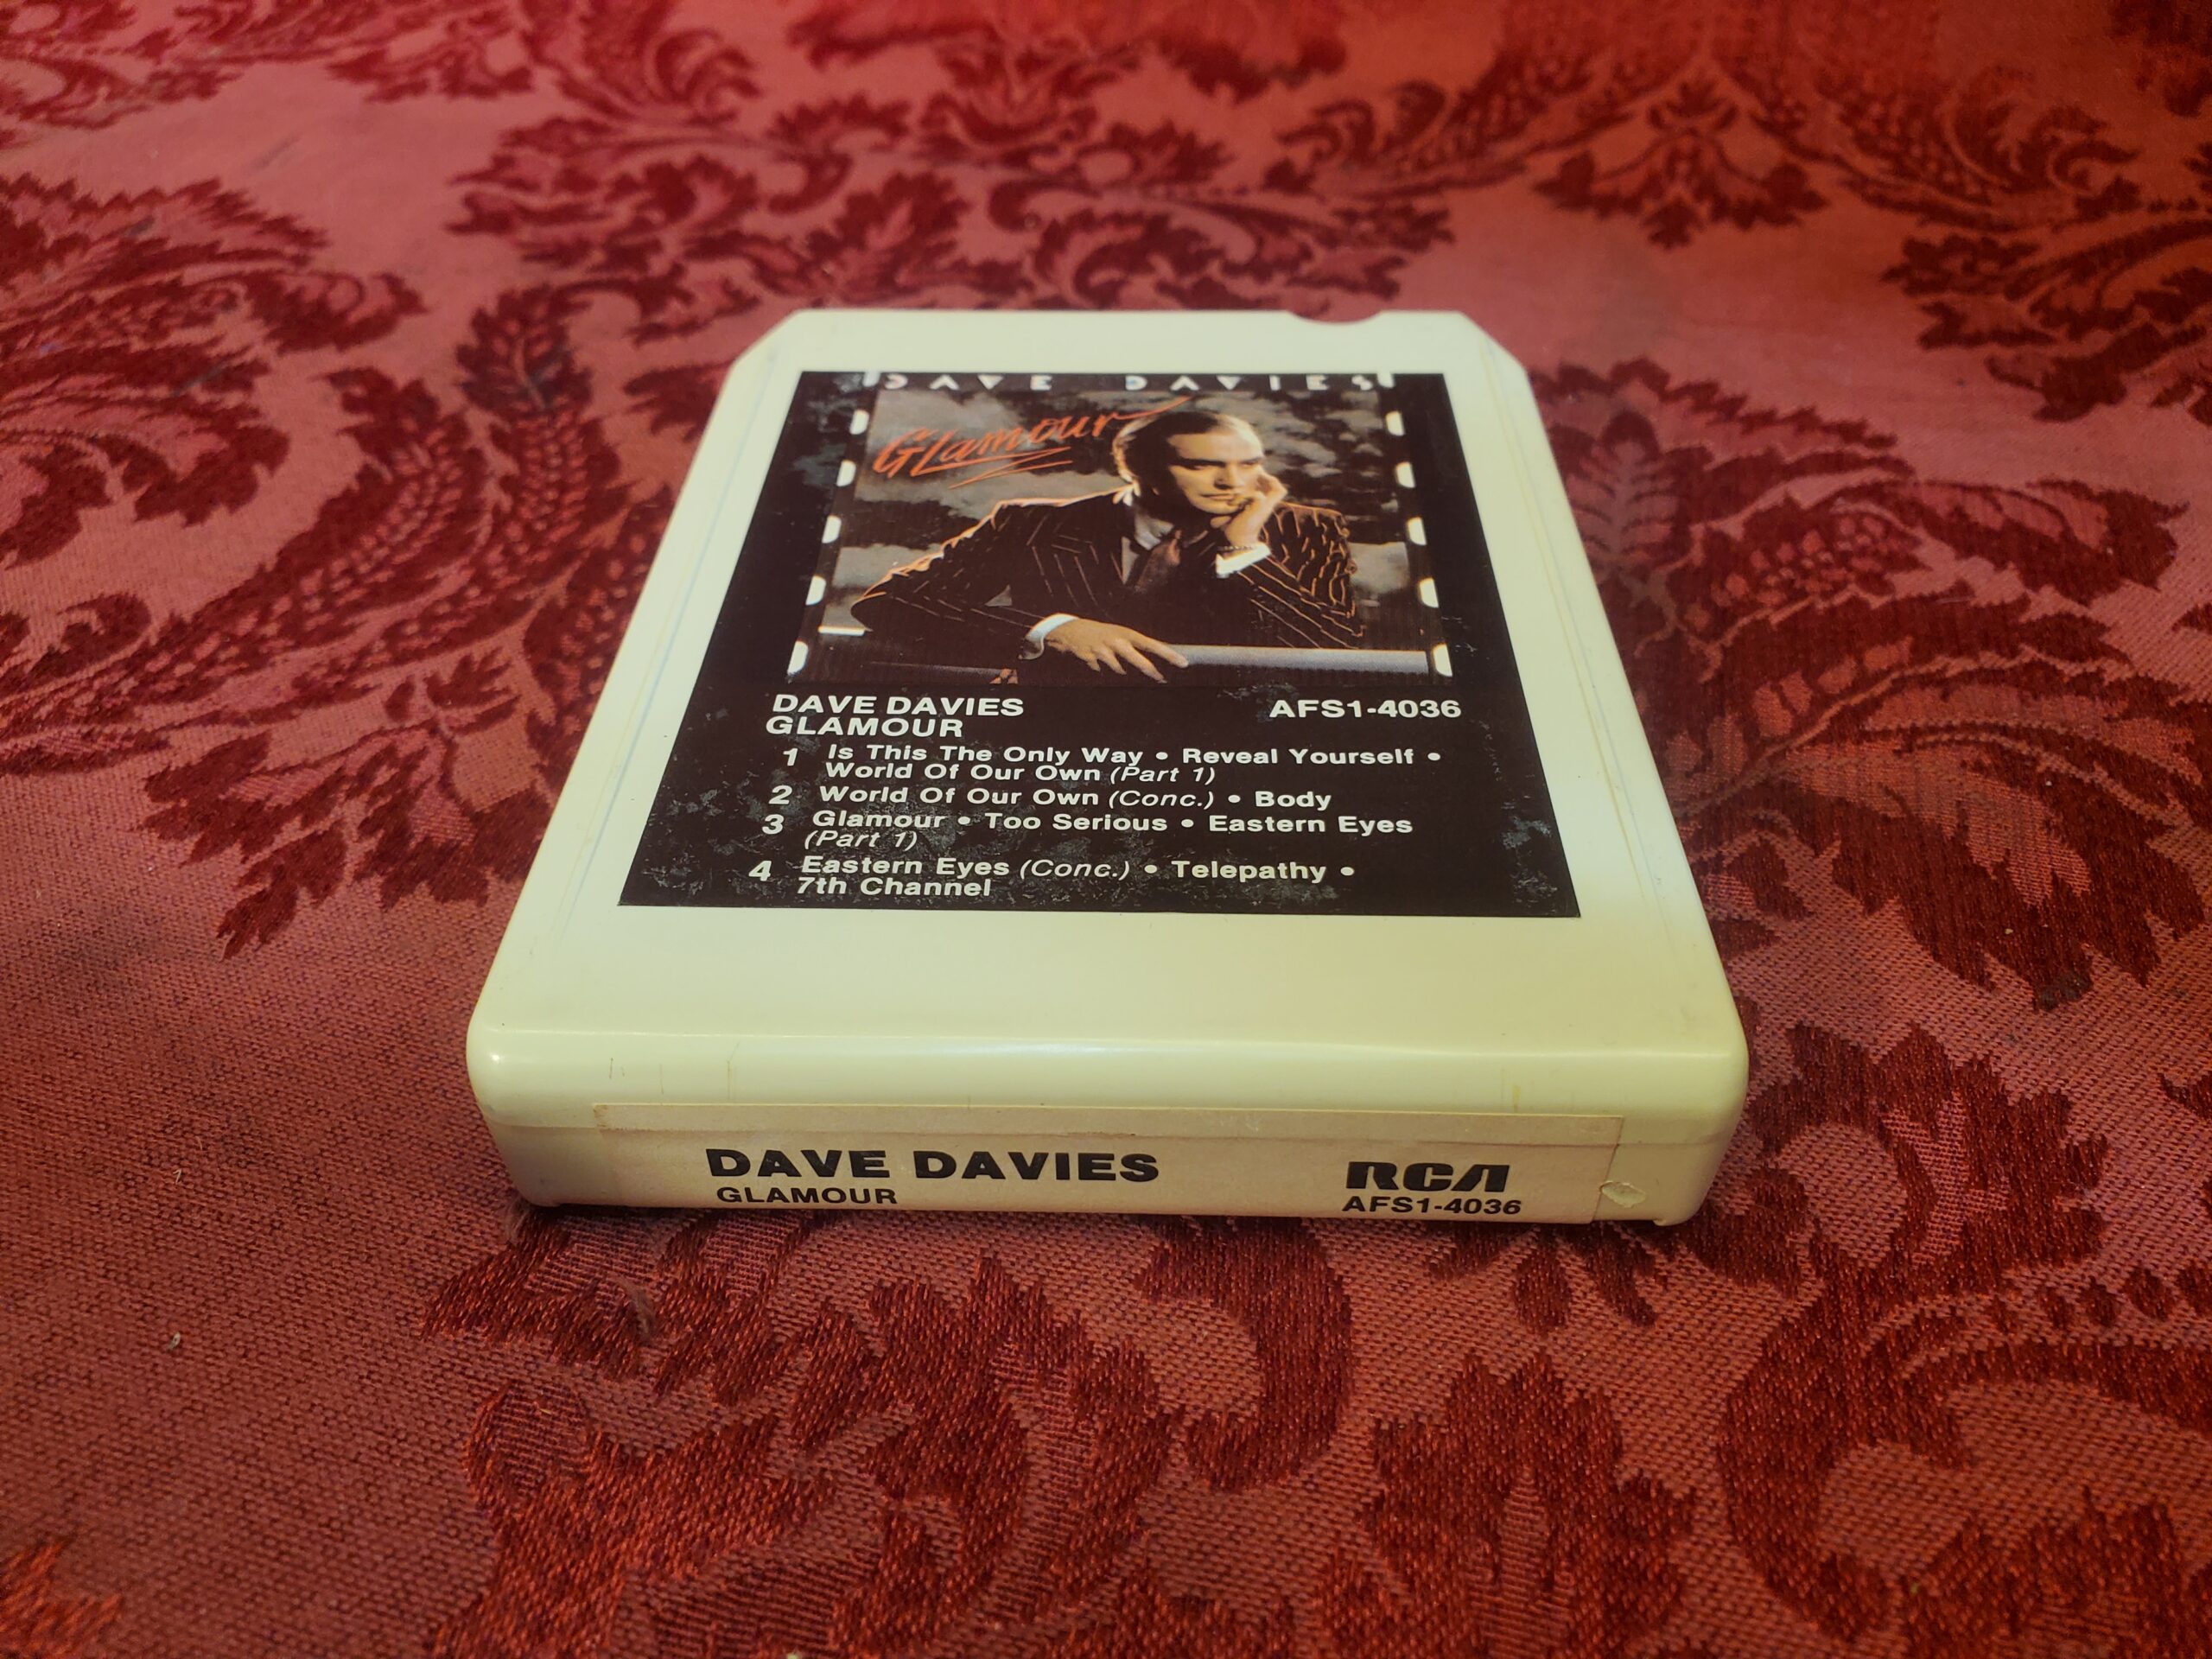 DAVE DAVIES
Glamour
DAVE DAVIES AFS1-4036
GLAMOUR
1 Is This The Only Way • Reveal Yourself •
World Of Our Own (Part 1)
2 World Of Our Own (Conc.) • Body
3 Glamour • Too Serious • Eastern Eyes
(Part 1)
4 Eastern Eyes (Conc.) • Telepathy •
7th Channel
DAVE DAVIES RCA
GLAMOUR AFS1-4036